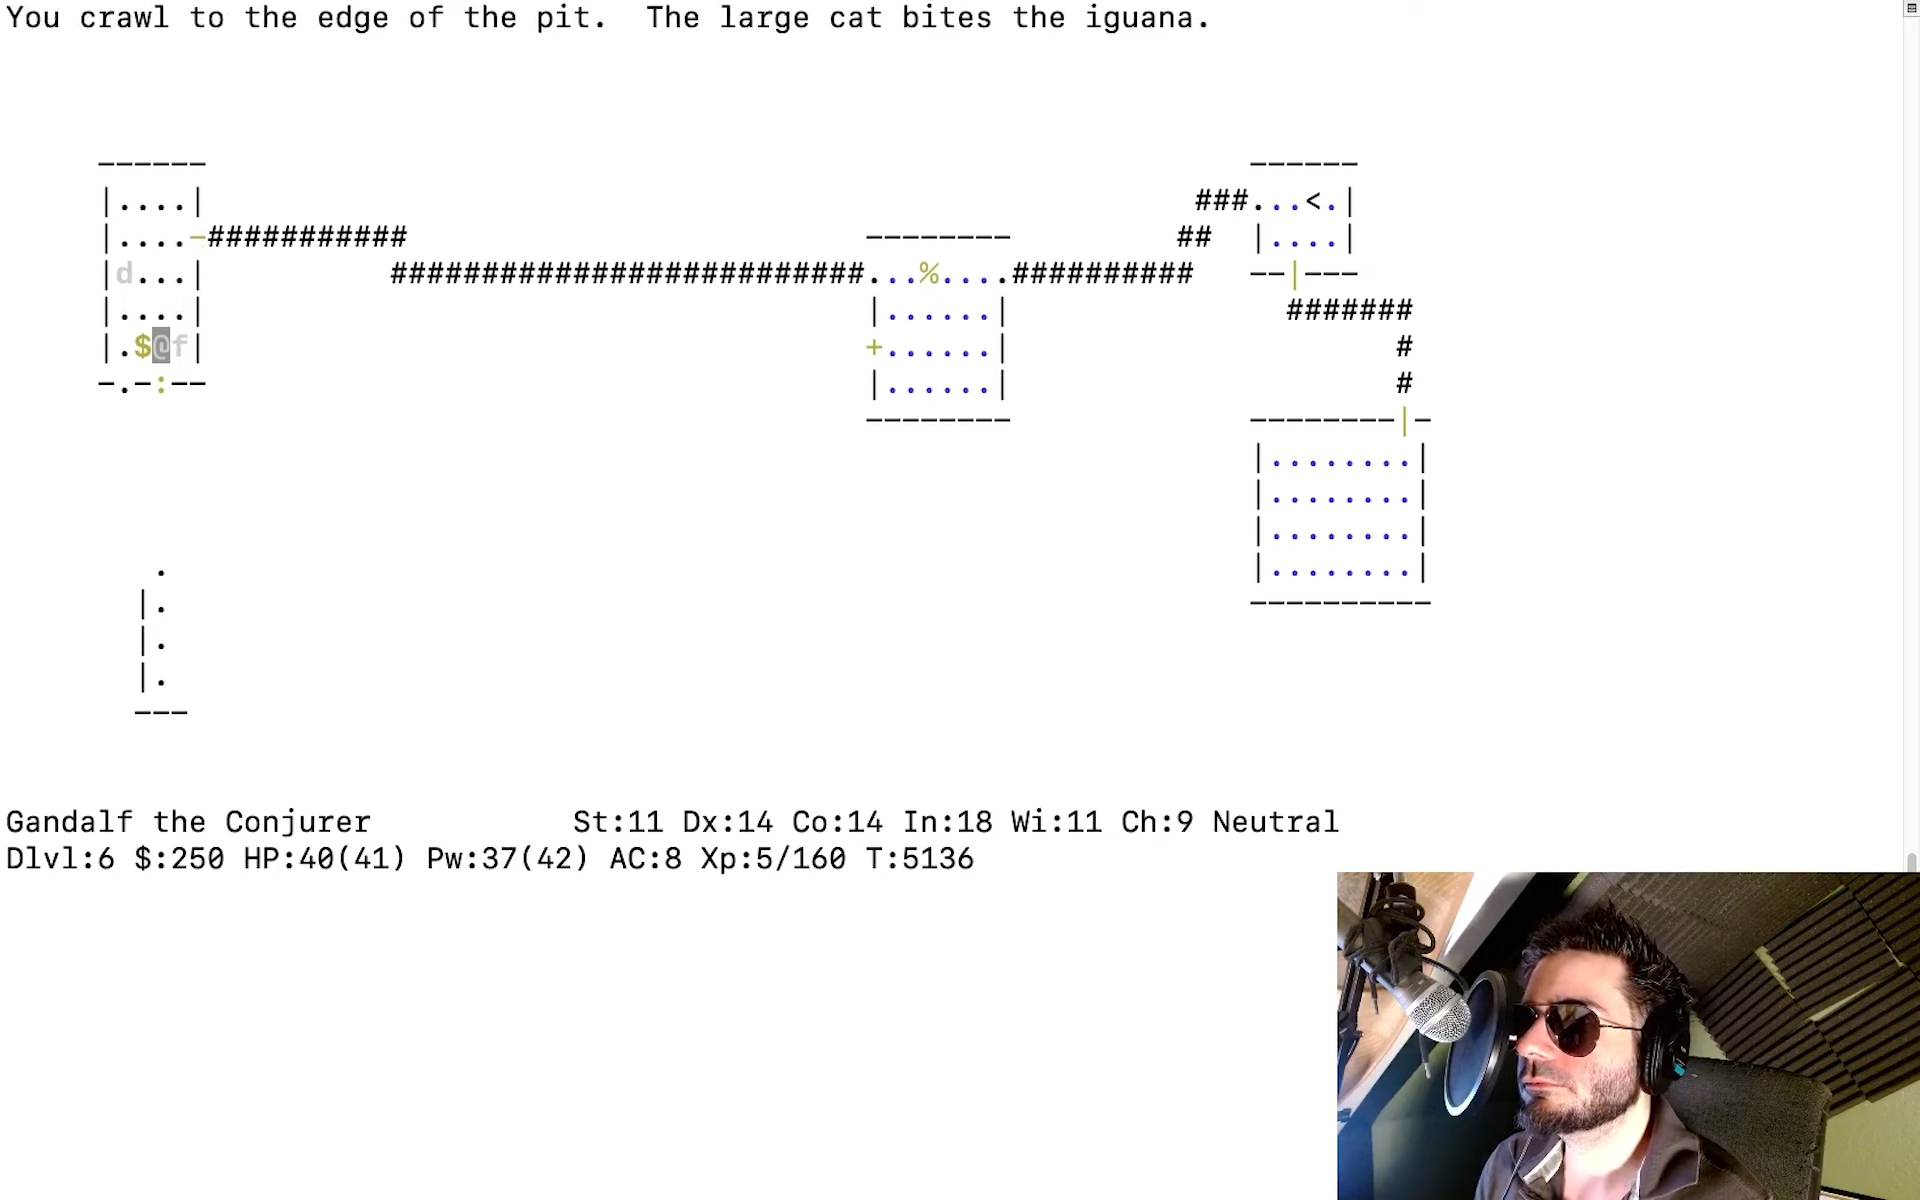 You crawl to the edge of the pit.  The large cat bites the iguana.
------          ------
|....|          ###...<.|
|....-###########          --------          ##  |....|
|d...|          #########################...%....##########   --|---
|....|          |......|          #######
|.$@f|          +......|          #
-.-:--          |......|          #
--------          --------|-
|........|
|........|
|........|
.          |........|
|.          ----------
|.
|.
---
Gandalf the Conjurer          St:11 Dx:14 Co:14 In:18 Wi:11 Ch:9 Neutral
Dlvl:6 $:250 HP:40(41) Pw:37(42) AC:8 Xp:5/160 T:5136